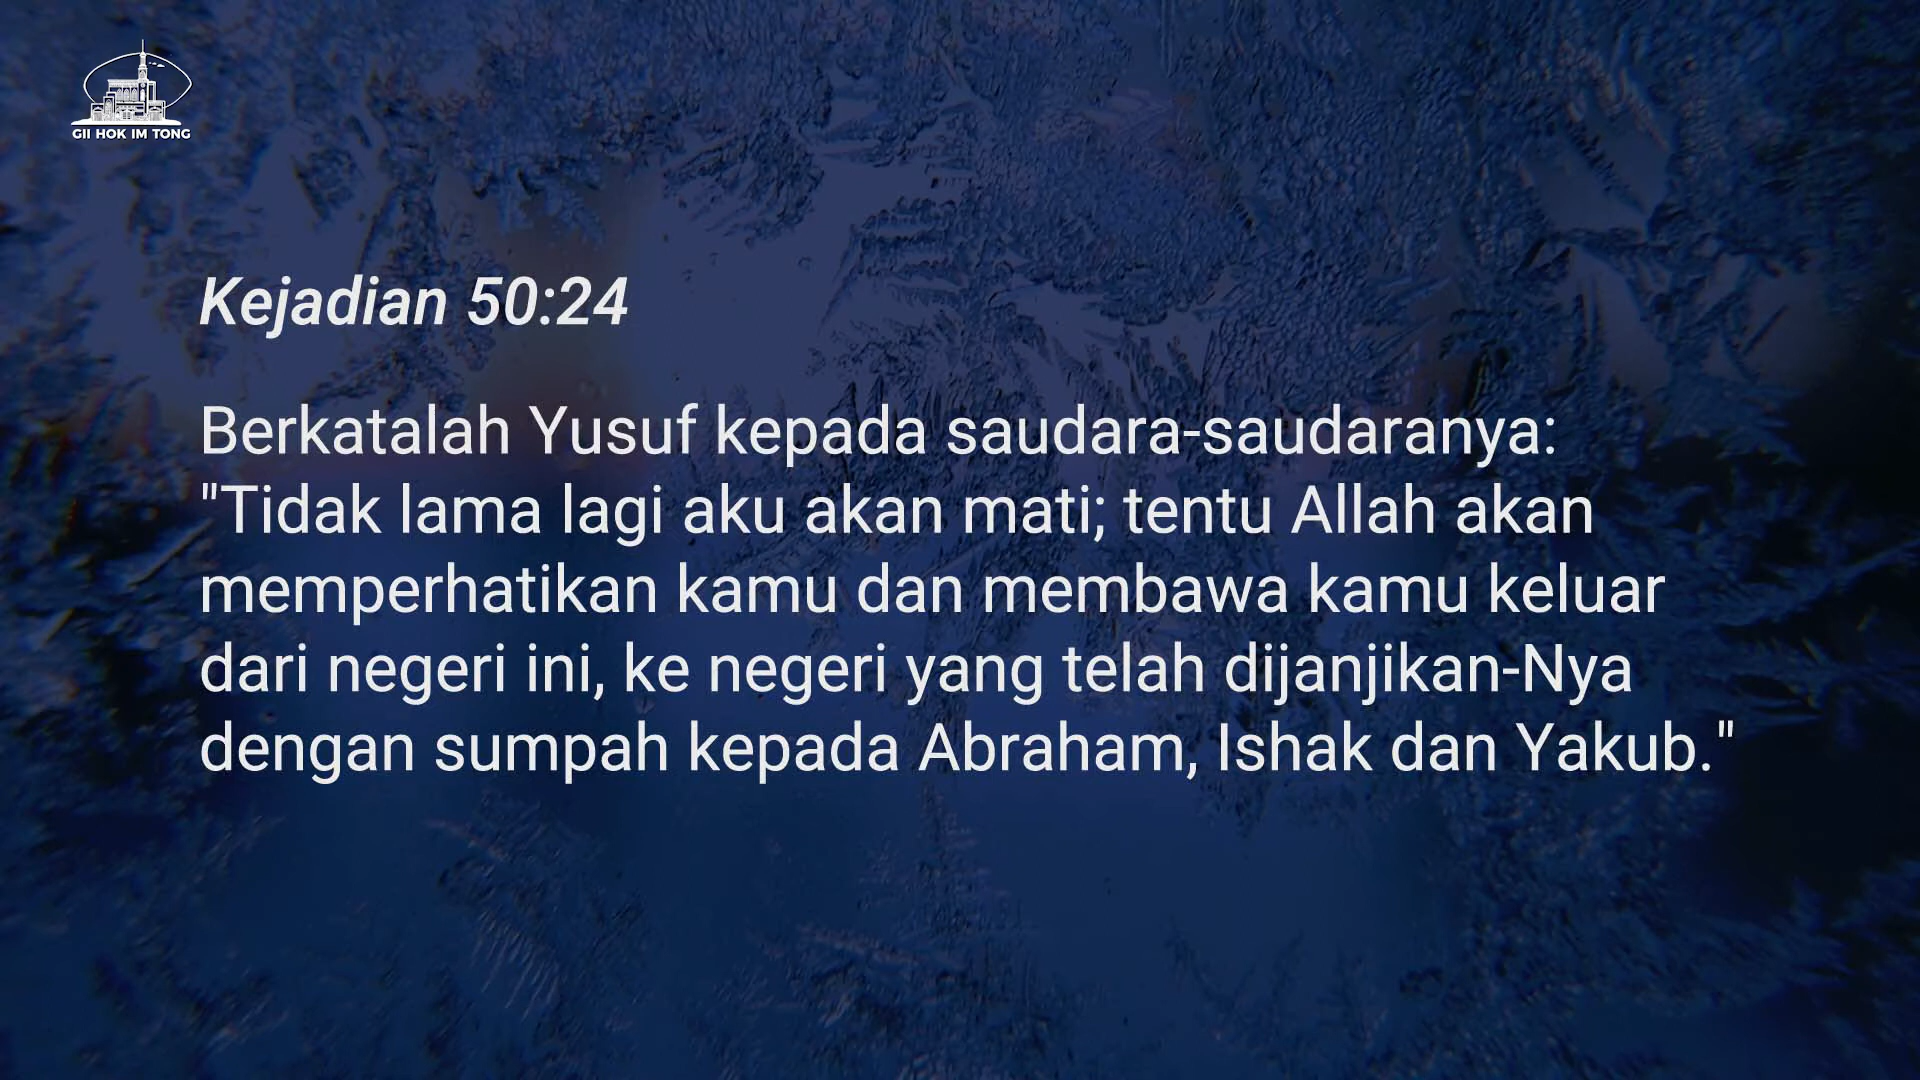 GII HOK IM TONG
Kejadian 50:24
Berkatalah Yusuf kepada saudara-saudaranya:
"Tidak lama lagi aku akan mati; tentu Allah akan
memperhatikan kamu dan membawa kamu keluar
dari negeri ini, ke negeri yang telah dijanjikan-Nya
dengan sumpah kepada Abraham, Ishak dan Yakub."